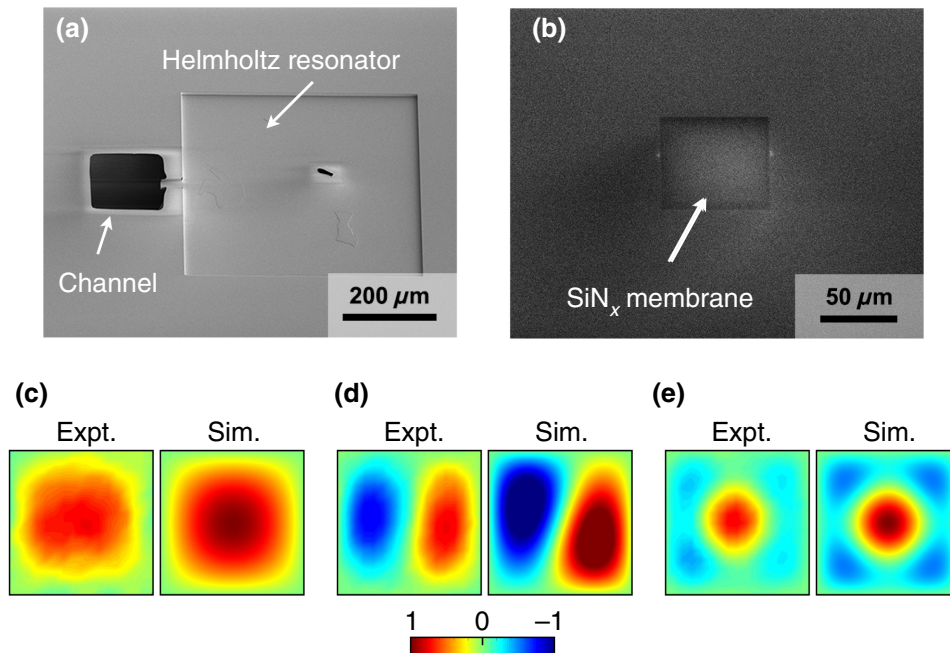 (a)
Helmholtz resonator
Channel
200 µm
(b)
SiNₓ membrane
50 µm
(c)
Expt. Sim.
(d)
Expt. Sim.
(e)
Expt. Sim.
1 0 –1